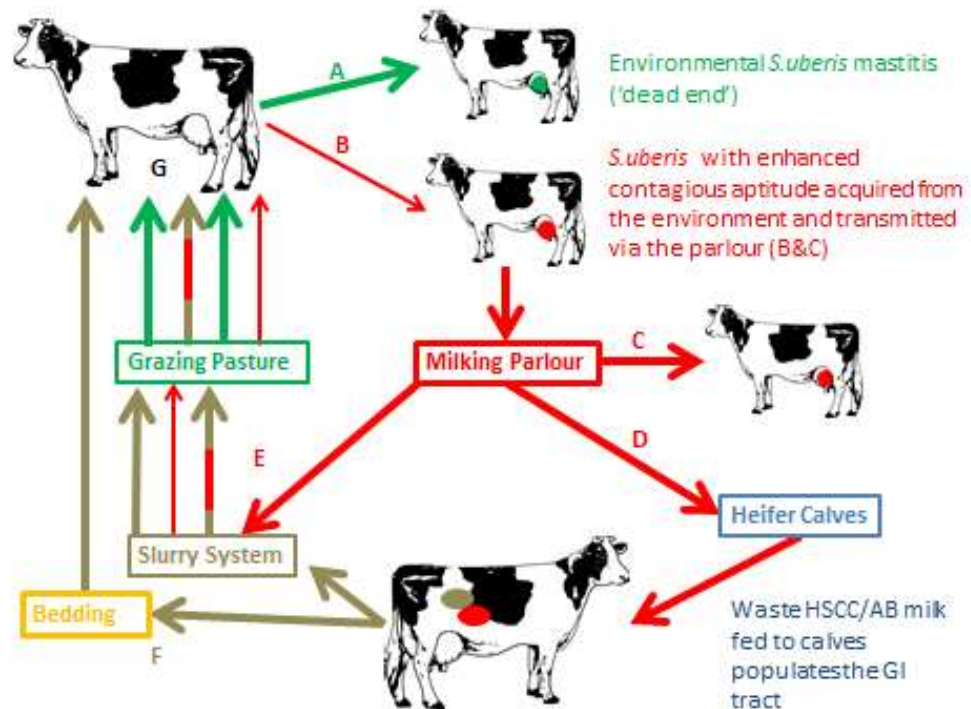 A
Environmental S.uberis mastitis
('dead end')
B
G
S.uberis with enhanced
contagious aptitude acquired from
the environment and transmitted
via the parlour (B&C)
Grazing Pasture
Milking Parlour
C
D
E
Heifer Calves
Slurry System
Bedding
F
Waste HSCC/AB milk
fed to calves
populatesthe GI
tract